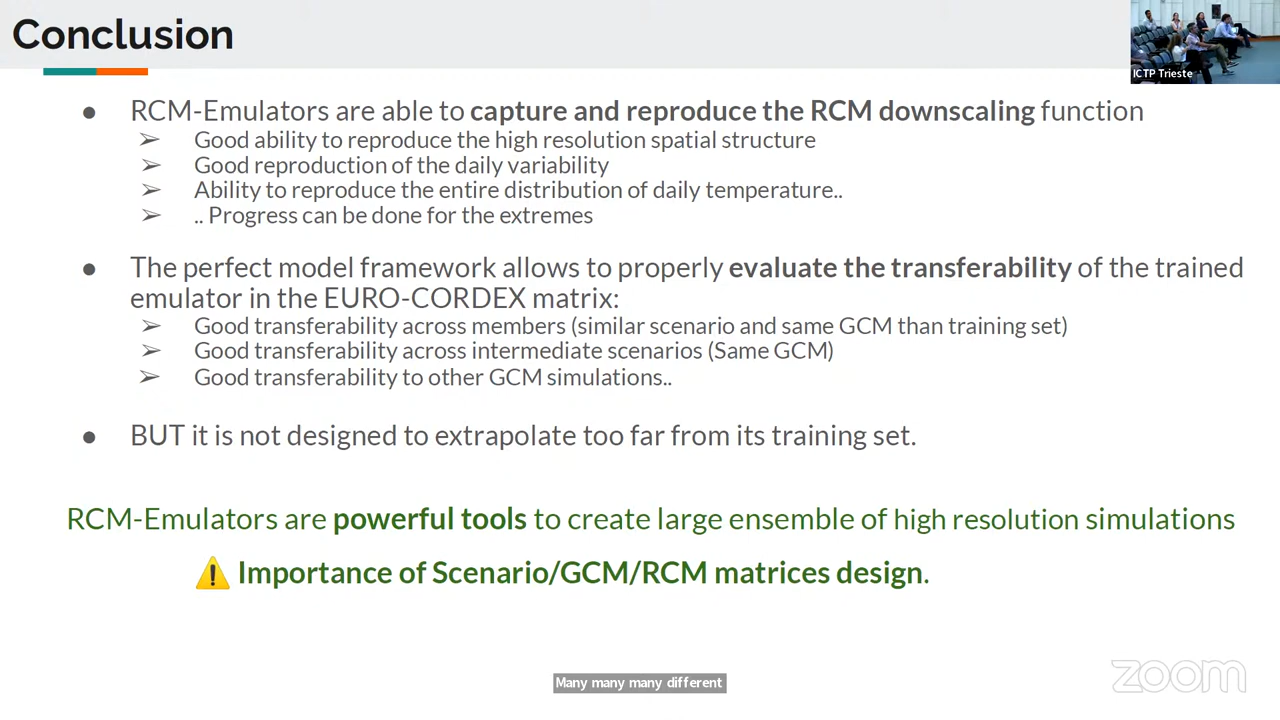 Conclusion
ICTP Trieste
● RCM-Emulators are able to capture and reproduce the RCM downscaling function
➢ Good ability to reproduce the high resolution spatial structure
➢ Good reproduction of the daily variability
➢ Ability to reproduce the entire distribution of daily temperature..
➢ .. Progress can be done for the extremes
● The perfect model framework allows to properly evaluate the transferability of the trained
emulator in the EURO-CORDEX matrix:
➢ Good transferability across members (similar scenario and same GCM than training set)
➢ Good transferability across intermediate scenarios (Same GCM)
➢ Good transferability to other GCM simulations..
● BUT it is not designed to extrapolate too far from its training set.
RCM-Emulators are powerful tools to create large ensemble of high resolution simulations
⚠️ Importance of Scenario/GCM/RCM matrices design.
Many many many different
zoom